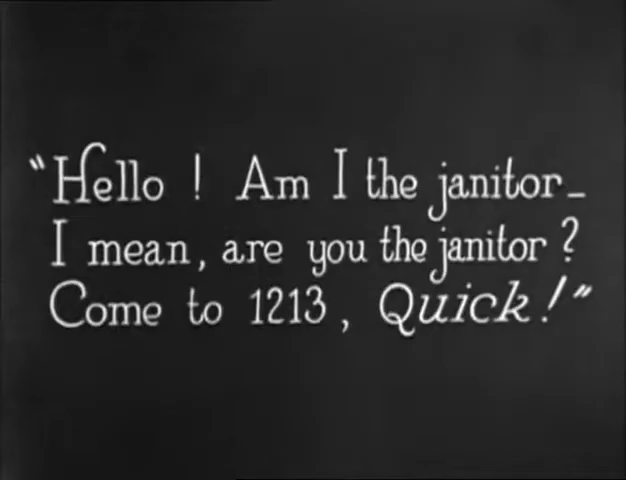 "Hello ! Am I the janitor_
I mean, are you the janitor ?
Come to 1213, Quick!"